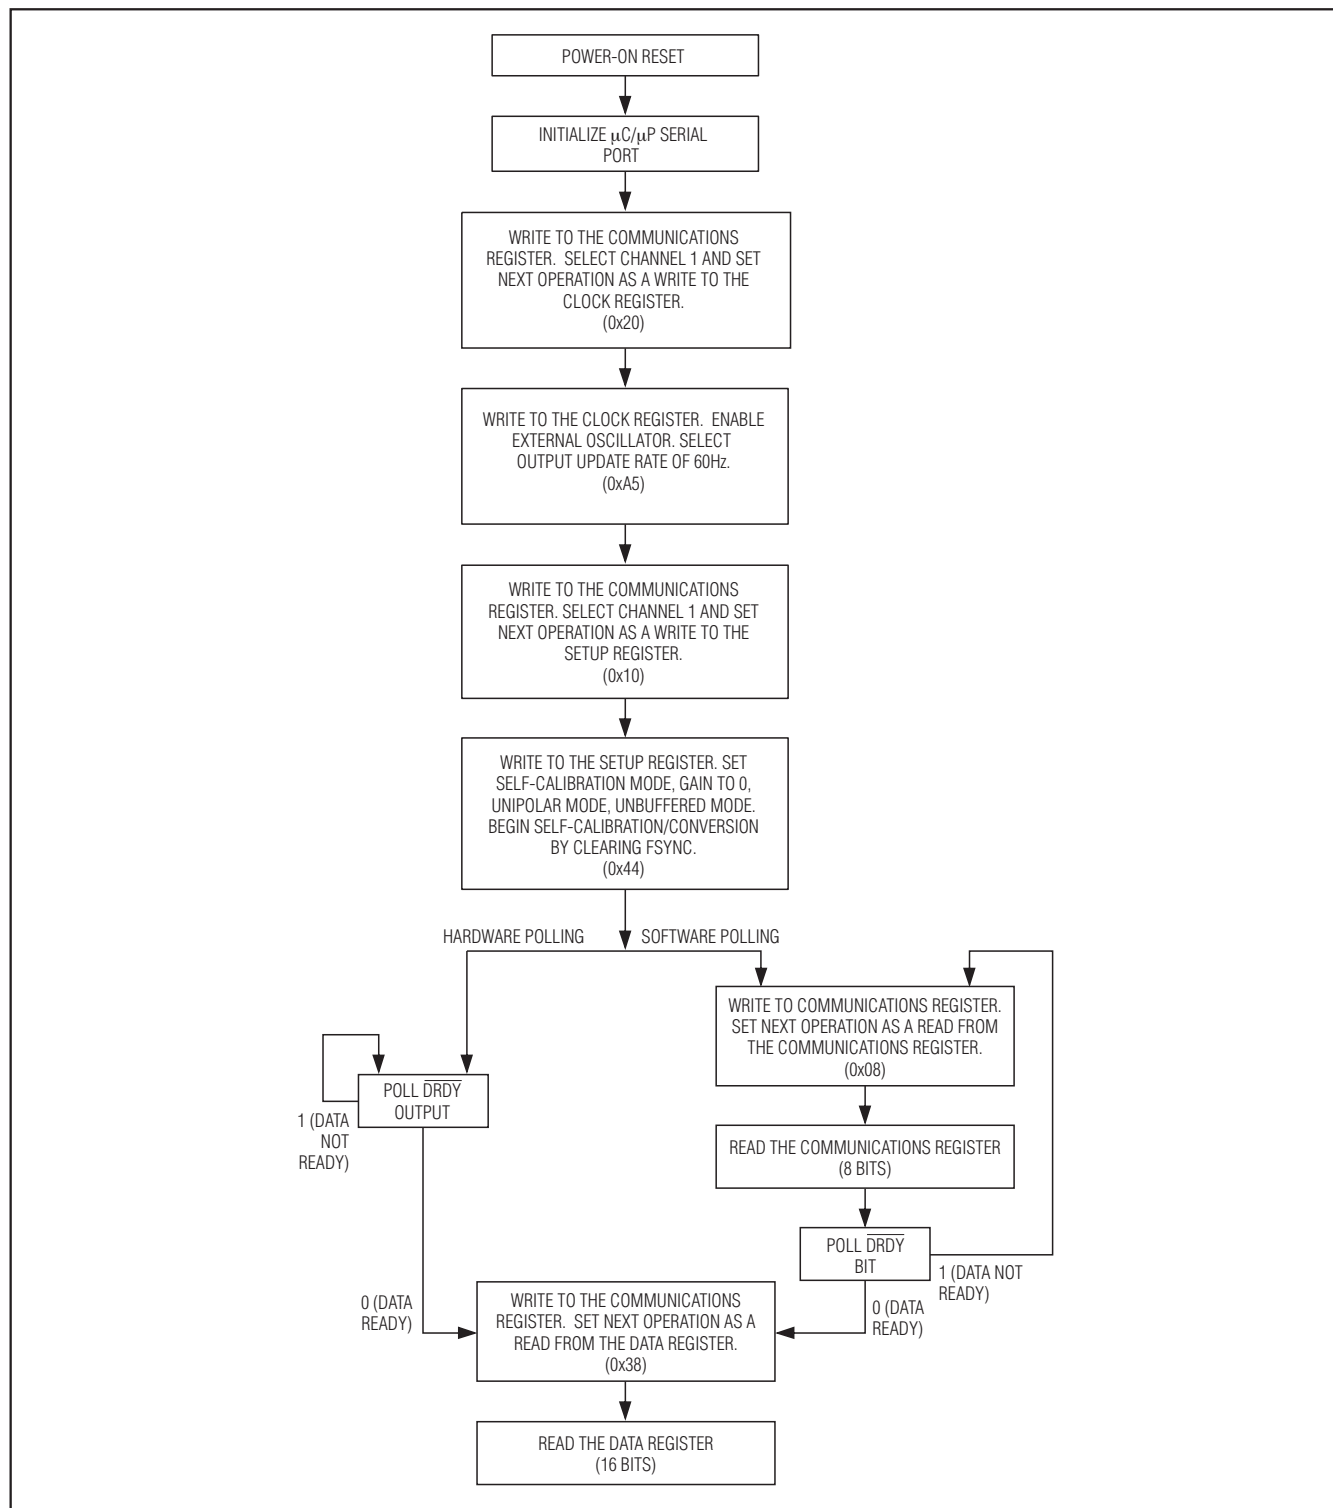 POWER-ON RESET
INITIALIZE µC/µP SERIAL
PORT
WRITE TO THE COMMUNICATIONS
REGISTER. SELECT CHANNEL 1 AND SET
NEXT OPERATION AS A WRITE TO THE
CLOCK REGISTER.
(0x20)
WRITE TO THE CLOCK REGISTER. ENABLE
EXTERNAL OSCILLATOR. SELECT
OUTPUT UPDATE RATE OF 60Hz.
(0xA5)
WRITE TO THE COMMUNICATIONS
REGISTER. SELECT CHANNEL 1 AND SET
NEXT OPERATION AS A WRITE TO THE
SETUP REGISTER.
(0x10)
WRITE TO THE SETUP REGISTER. SET
SELF-CALIBRATION MODE, GAIN TO 0,
UNIPOLAR MODE, UNBUFFERED MODE.
BEGIN SELF-CALIBRATION/CONVERSION
BY CLEARING FSYNC.
(0x44)
HARDWARE POLLING
SOFTWARE POLLING
WRITE TO COMMUNICATIONS REGISTER.
SET NEXT OPERATION AS A READ FROM
THE COMMUNICATIONS REGISTER.
(0x08)
POLL D̅R̅D̅Y̅
OUTPUT
1 (DATA
NOT
READY)
READ THE COMMUNICATIONS REGISTER
(8 BITS)
POLL D̅R̅D̅Y̅
BIT
1 (DATA NOT
READY)
0 (DATA
READY)
0 (DATA
READY)
WRITE TO THE COMMUNICATIONS
REGISTER. SET NEXT OPERATION AS A
READ FROM THE DATA REGISTER.
(0x38)
READ THE DATA REGISTER
(16 BITS)